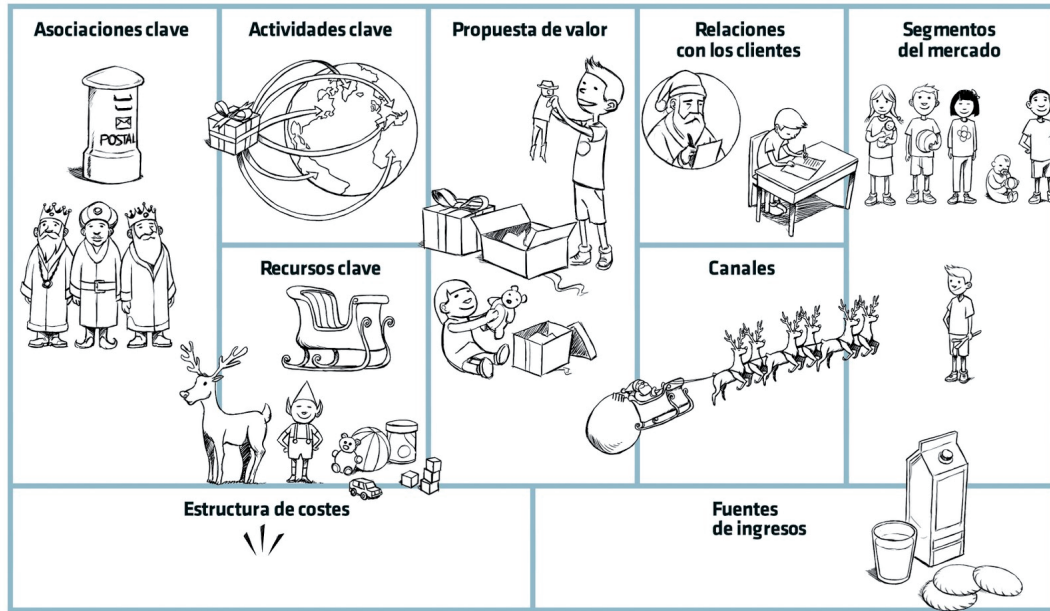 Asociaciones clave
POSTAL
Actividades clave
Recursos clave
Propuesta de valor
Relaciones
con los clientes
Canales
Segmentos
del mercado
Estructura de costes
Fuentes
de ingresos